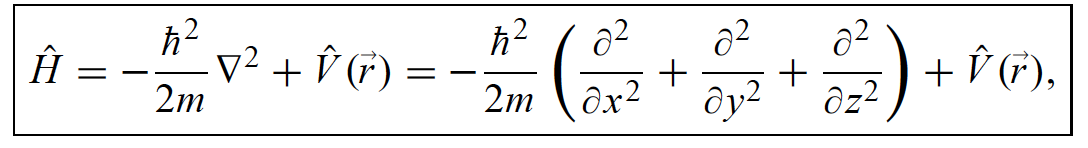 Ĥ = −ħ²/2m ∇² + V̂(r⃗) = −ħ²/2m (∂²/∂x² + ∂²/∂y² + ∂²/∂z²) + V̂(r⃗),